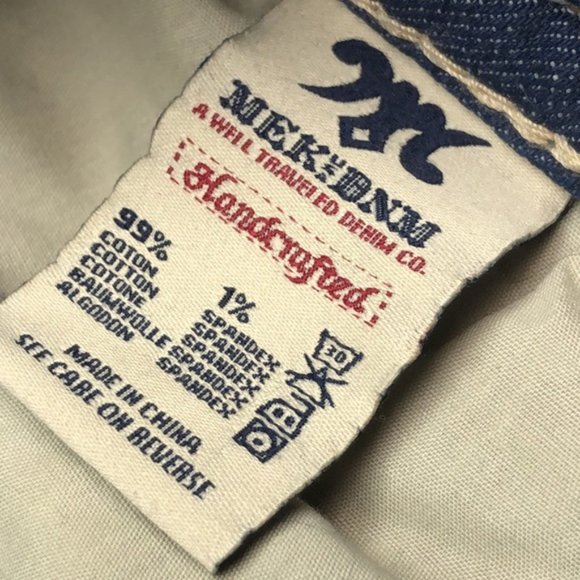 MEK DNM
A WELL TRAVELED DENIM CO.
Handcrafted
99%
COTON
COTTON
COTONE
BAUMWOLLE
ALGODON
1%
SPANDEX
SPANDEX
SPANDEX
SPANDEX
SPANDEX
30
MADE IN CHINA
SEE CARE ON REVERSE